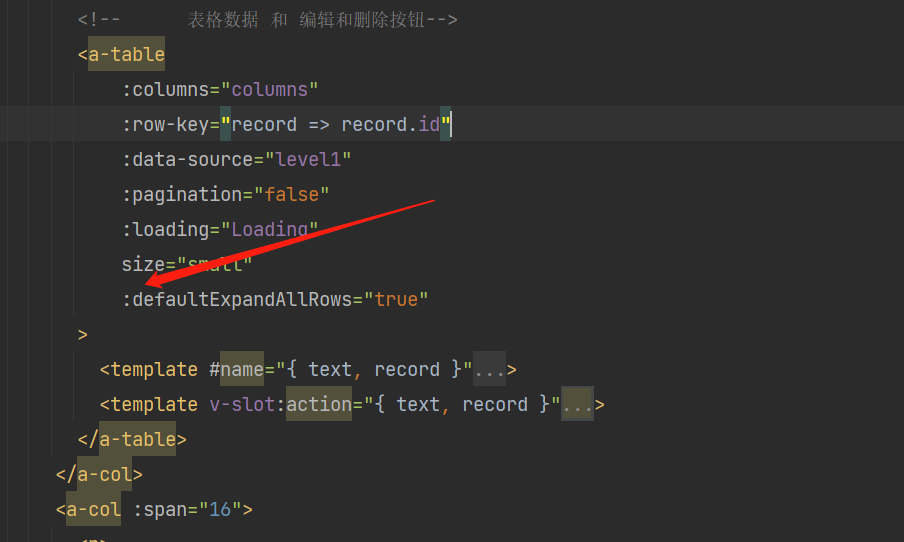 <!--      表格数据 和 编辑和删除按钮-->
<a-table
:columns="columns"
:row-key="record => record.id"
:data-source="level1"
:pagination="false"
:loading="Loading"
size="small"
:defaultExpandAllRows="true"
>
<template #name="{ text, record }"...>
<template v-slot:action="{ text, record }"...>
</a-table>
</a-col>
<a-col :span="16">